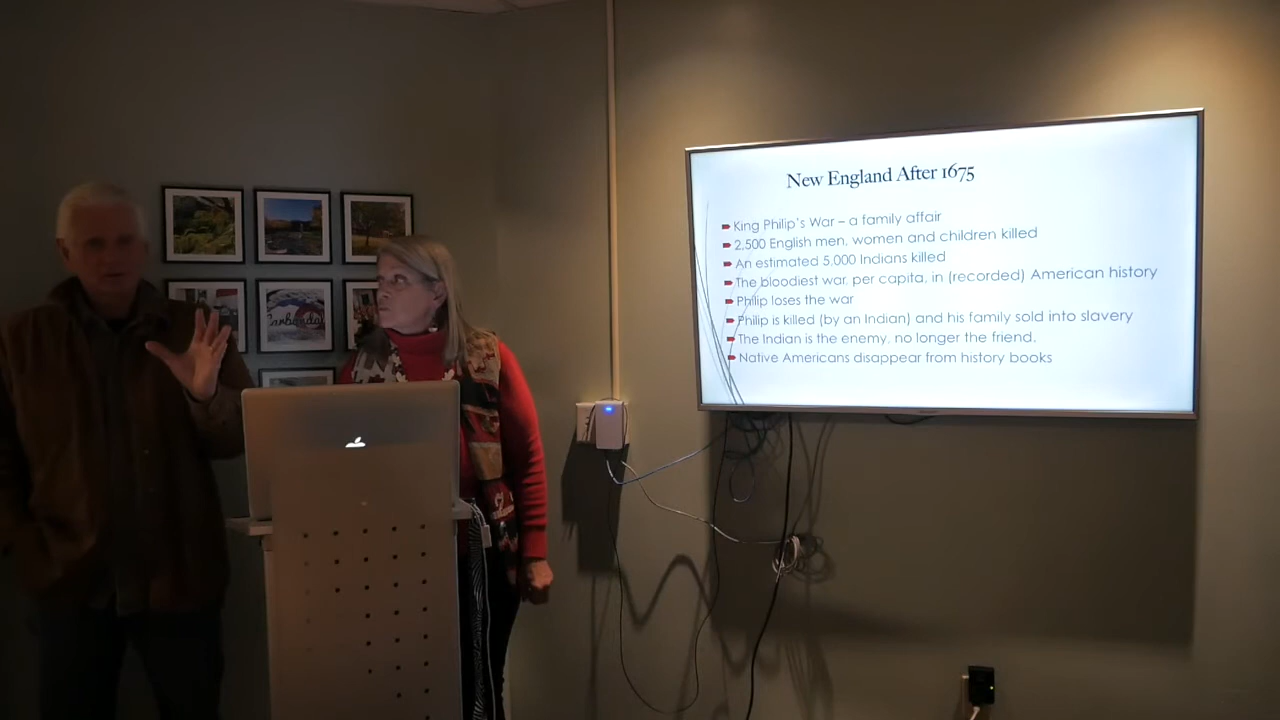 New England After 1675
King Philip's War – a family affair
2,500 English men, women and children killed
An estimated 5,000 Indians killed
The bloodiest war, per capita, in (recorded) American history
Philip loses the war
Philip is killed (by an Indian) and his family sold into slavery
The Indian is the enemy, no longer the friend.
Native Americans disappear from history books
Carbondale